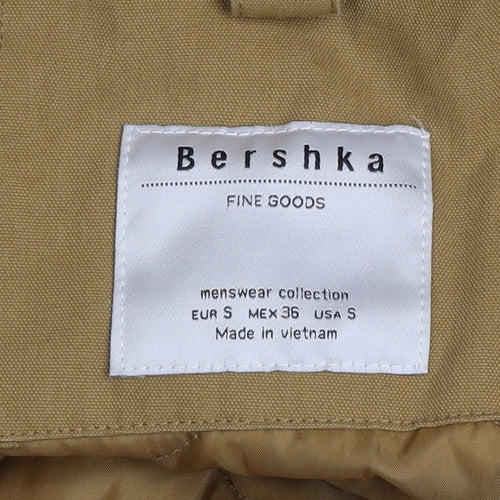 Bershka
FINE GOODS
menswear collection
EUR S MEX 36 USA S
Made in vietnam